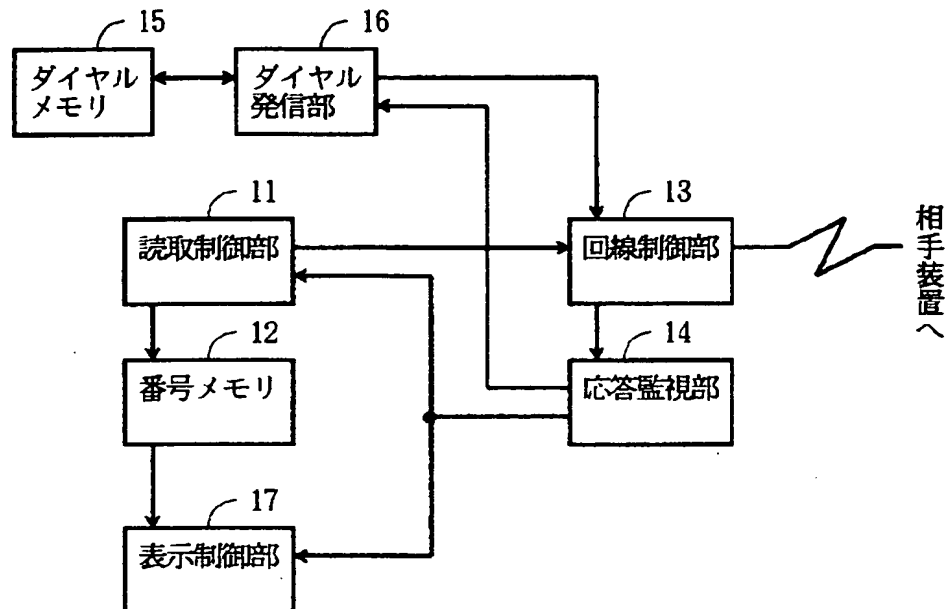 15
ダイヤル
メモリ
16
ダイヤル
発信部
11
読取制御部
13
回線制御部
相手装置へ
12
番号メモリ
14
応答監視部
17
表示制御部